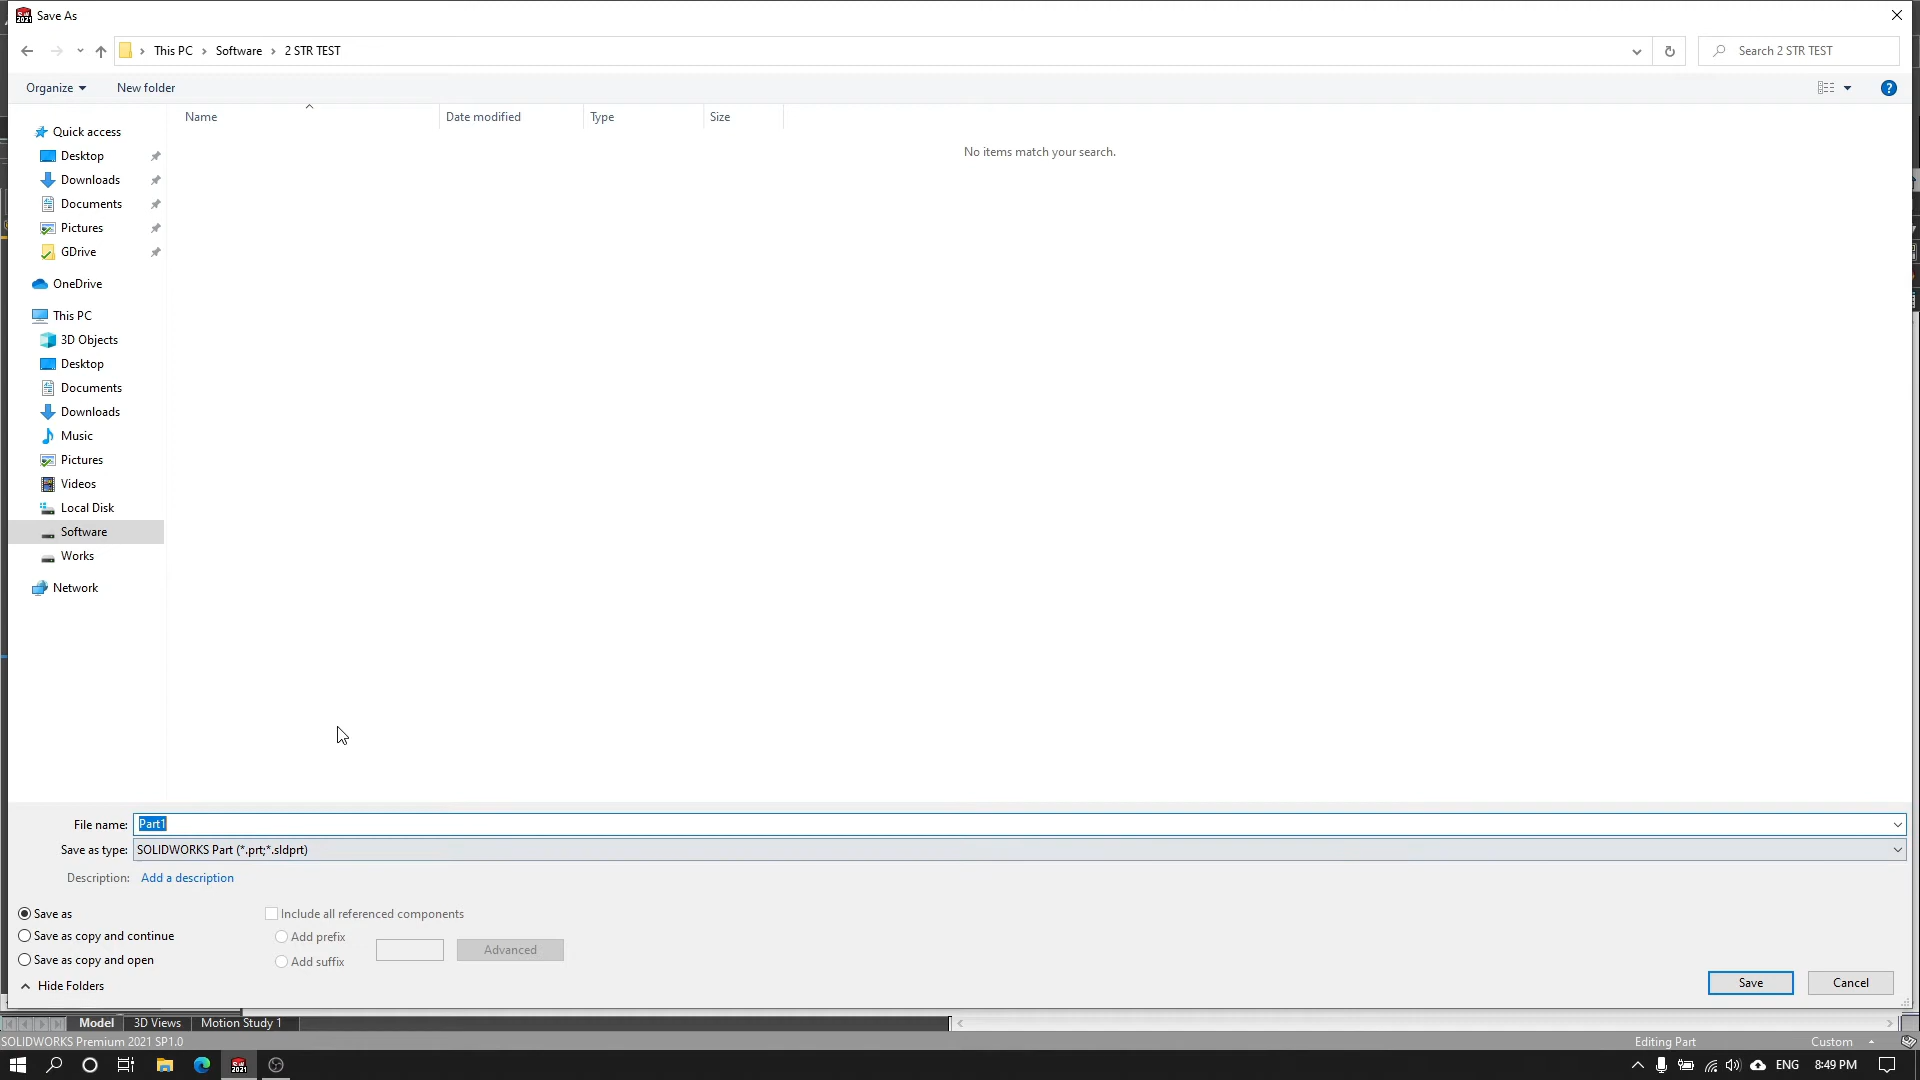 Save As
This PC > Software > 2 STR TEST
Search 2 STR TEST
Organize
New folder
Name
Date modified
Type
Size
No items match your search.
Quick access
Desktop
Downloads
Documents
Pictures
GDrive
OneDrive
This PC
3D Objects
Desktop
Documents
Downloads
Music
Pictures
Videos
Local Disk
Software
Works
Network
File name: Part1
Save as type: SOLIDWORKS Part (*.prt;*.sldprt)
Description: Add a description
Save as
Save as copy and continue
Save as copy and open
Include all referenced components
Add prefix
Add suffix
Advanced
Hide Folders
Save
Cancel
Model
3D Views
Motion Study 1
SOLIDWORKS Premium 2021 SP1.0
Editing Part
Custom
ENG
8:49 PM